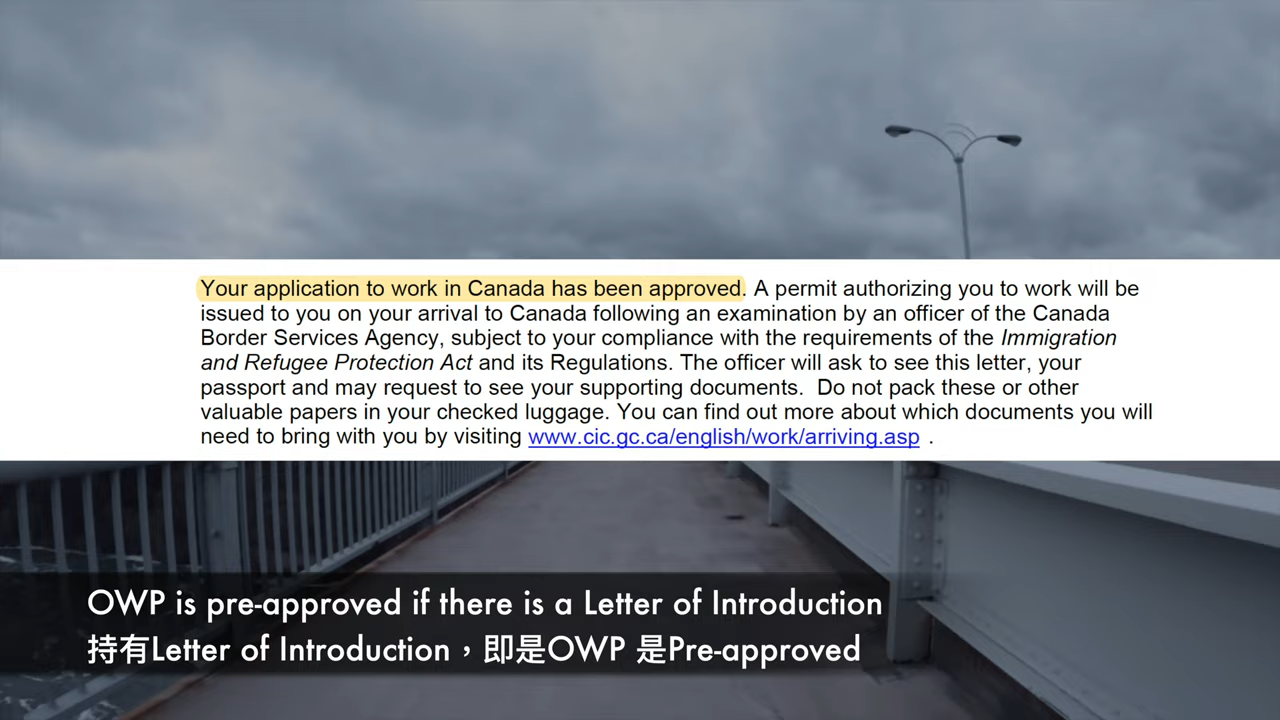 Your application to work in Canada has been approved. A permit authorizing you to work will be
issued to you on your arrival to Canada following an examination by an officer of the Canada
Border Services Agency, subject to your compliance with the requirements of the Immigration
and Refugee Protection Act and its Regulations. The officer will ask to see this letter, your
passport and may request to see your supporting documents.  Do not pack these or other
valuable papers in your checked luggage. You can find out more about which documents you will
need to bring with you by visiting www.cic.gc.ca/english/work/arriving.asp .
OWP is pre-approved if there is a Letter of Introduction
持有Letter of Introduction，即是OWP 是Pre-approved